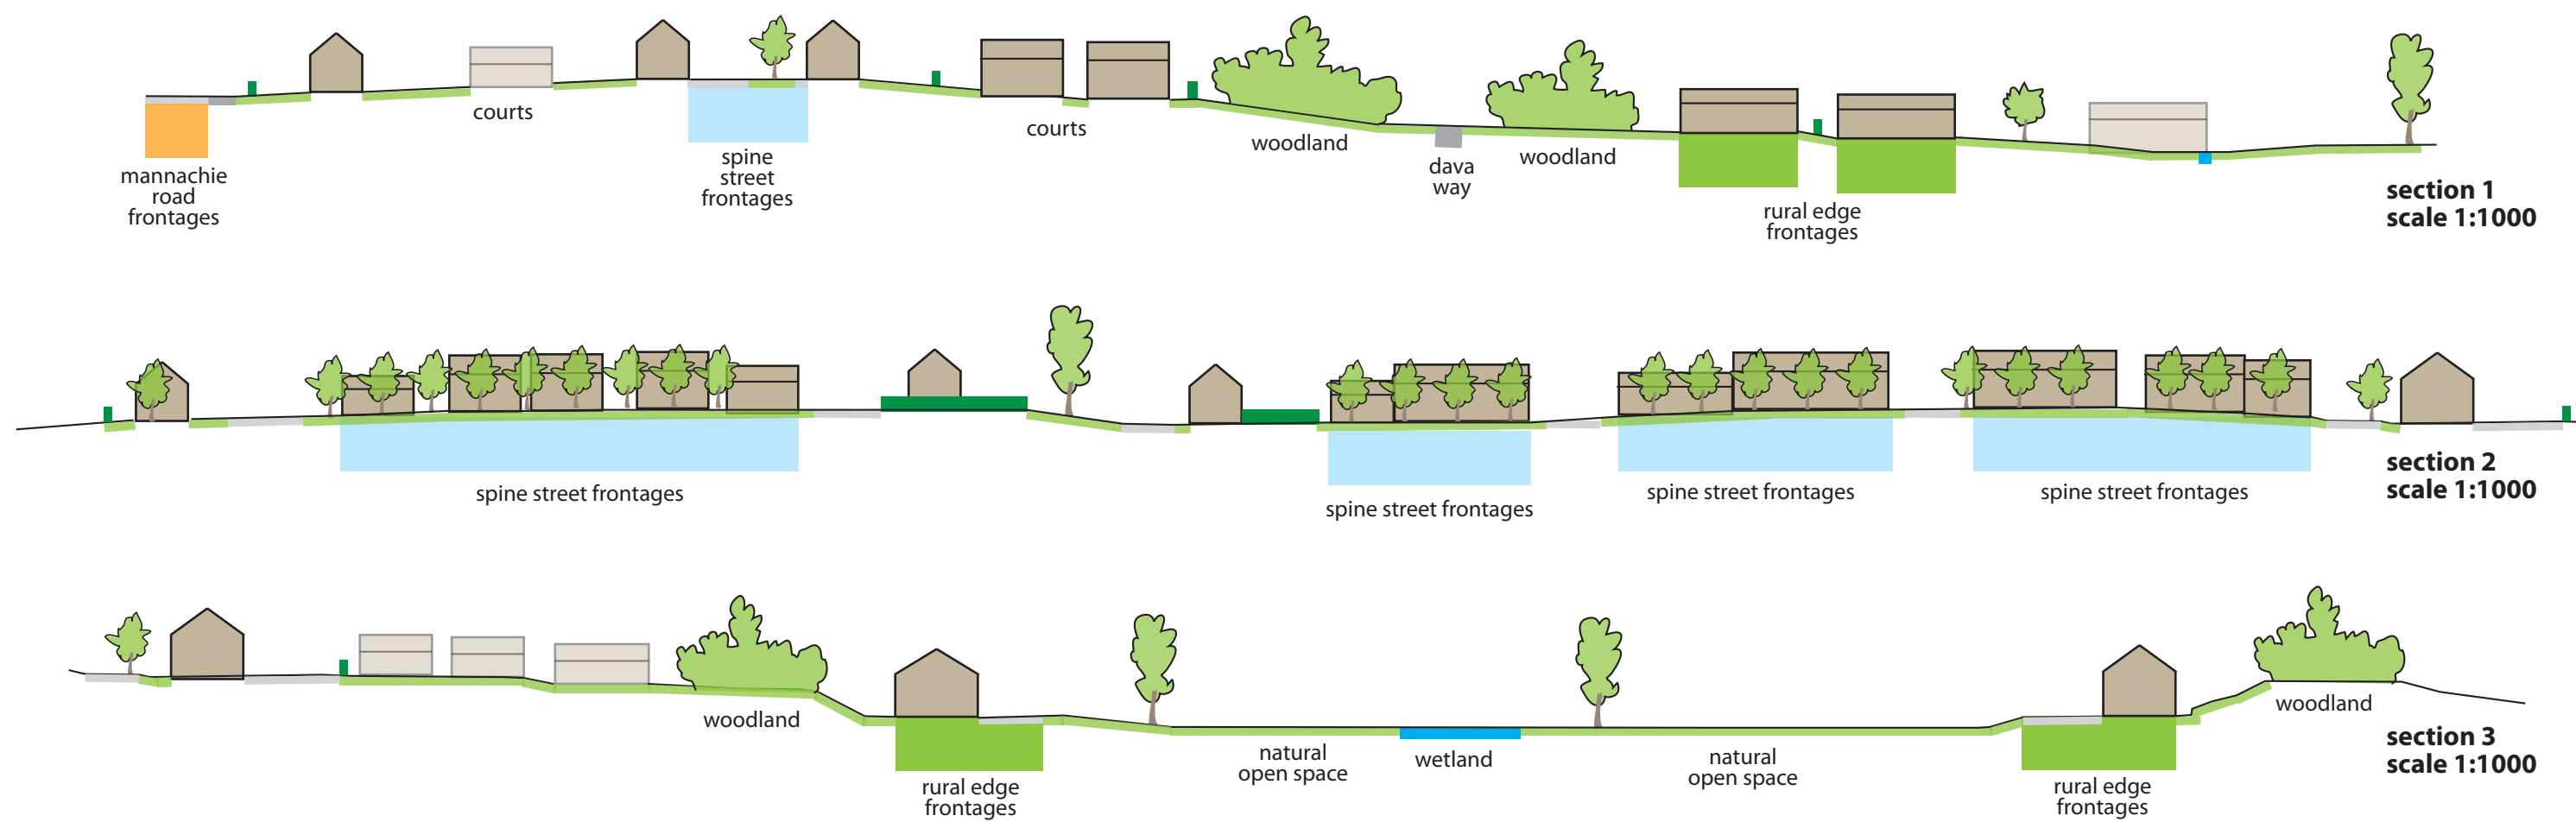 courts
mannachie
road
frontages
spine
street
frontages
courts
woodland
dava
way
woodland
rural edge
frontages
section 1
scale 1:1000
spine street frontages
spine street frontages
spine street frontages
spine street frontages
section 2
scale 1:1000
woodland
rural edge
frontages
natural
open space
wetland
natural
open space
rural edge
frontages
woodland
section 3
scale 1:1000